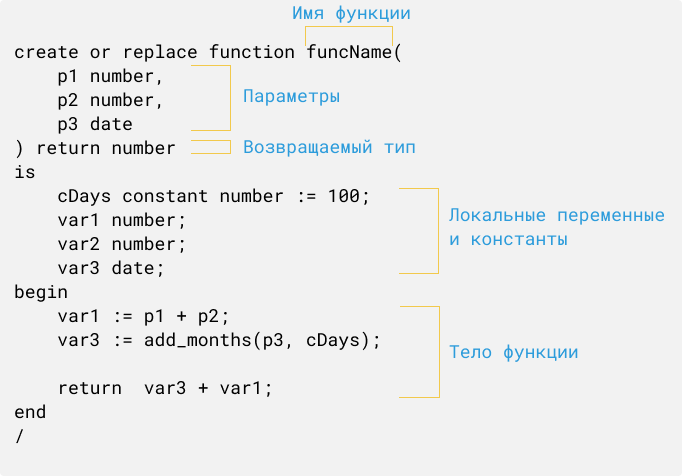 Имя функции
create or replace function funcName(
    p1 number,
    p2 number,
Параметры
    p3 date
) return number
Возвращаемый тип
is
    cDays constant number := 100;
    var1 number;
Локальные переменные
    var2 number;
и константы
    var3 date;
begin
    var1 := p1 + p2;
    var3 := add_months(p3, cDays);
Тело функции
    return  var3 + var1;
end
/